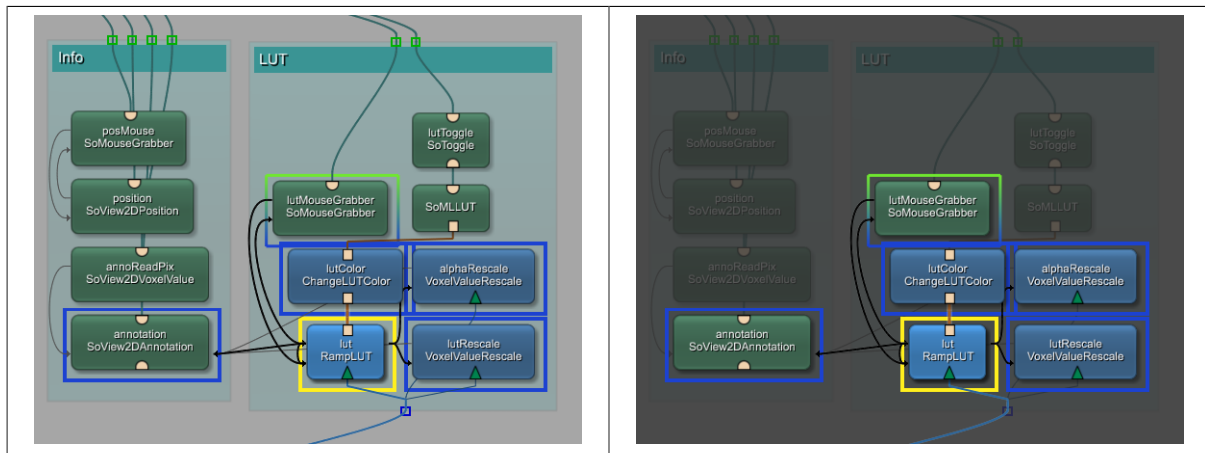 Info
LUT
posMouse
SoMouseGrabber
lutToggle
SoToggle
position
SoView2DPosition
lutMouseGrabber
SoMouseGrabber
SoMLLUT
annoReadPix
SoView2DVoxelValue
lutColor
ChangeLUTColor
alphaRescale
VoxelValueRescale
annotation
SoView2DAnnotation
lut
RampLUT
lutRescale
VoxelValueRescale
Info
LUT
posMouse
SoMouseGrabber
lutToggle
SoToggle
position
SoView2DPosition
lutMouseGrabber
SoMouseGrabber
SoMLLUT
annoReadPix
SoView2DVoxelValue
lutColor
ChangeLUTColor
alphaRescale
VoxelValueRescale
annotation
SoView2DAnnotation
lut
RampLUT
lutRescale
VoxelValueRescale